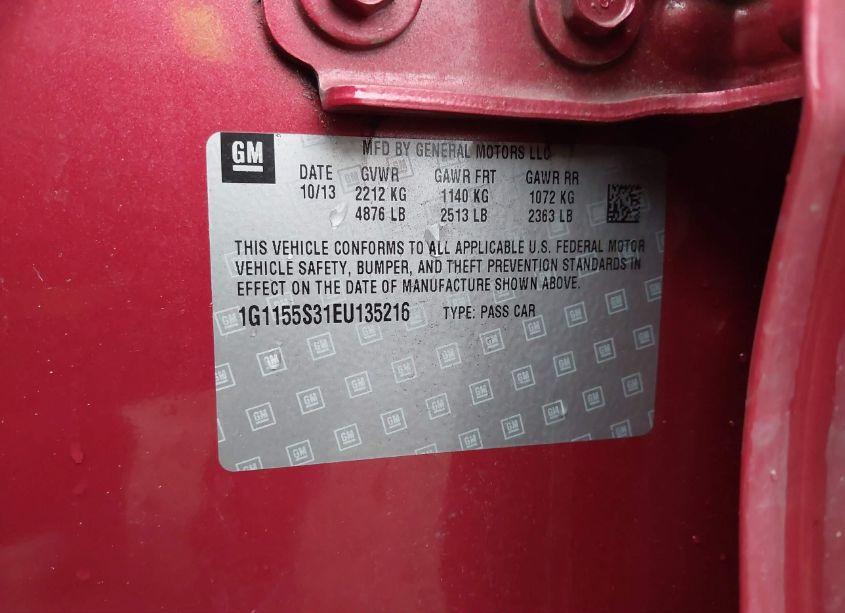 GM
MFD BY GENERAL MOTORS LLC
DATE GVWR GAWR FRT GAWR RR
10/13 2212 KG 1140 KG 1072 KG
4876 LB 2513 LB 2363 LB
THIS VEHICLE CONFORMS TO ALL APPLICABLE U.S. FEDERAL MOTOR
VEHICLE SAFETY, BUMPER, AND THEFT PREVENTION STANDARDS IN
EFFECT ON THE DATE OF MANUFACTURE SHOWN ABOVE.
1G1155S31EU135216 TYPE: PASS CAR